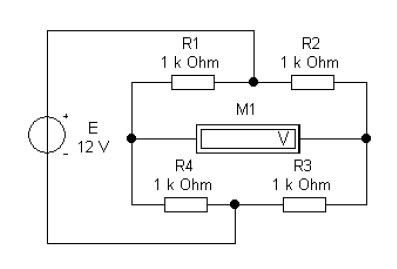 R1
1 k Ohm
R2
1 k Ohm
M1
V
+
E
12 V
-
R4
1 k Ohm
R3
1 k Ohm